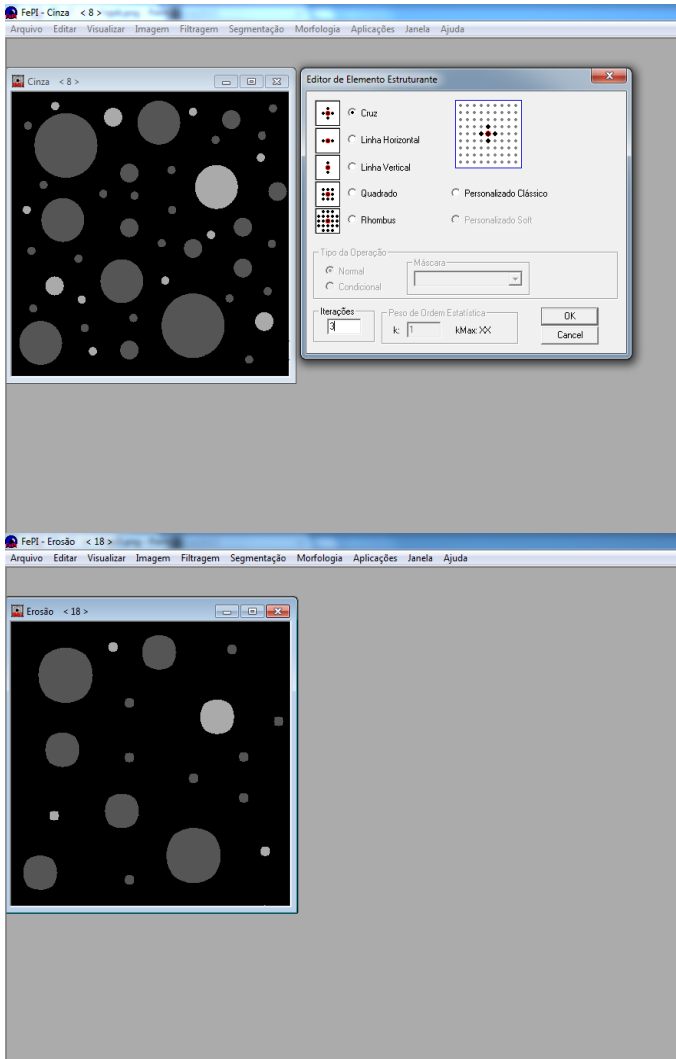 FePI - Cinza < 8 >
Arquivo Editar Visualizar Imagem Filtragem Segmentação Morfologia Aplicações Janela Ajuda
Cinza < 8 >
Editor de Elemento Estruturante
Cruz
Linha Horizontal
Linha Vertical
Quadrado
Personalizado Clássico
Rhombus
Personalizado Soft
Tipo da Operação
Normal
Condicional
Máscara
Iterações
3
Peso de Ordem Estatística
k: 1 kMax: XX
OK
Cancel
FePI - Erosão < 18 >
Arquivo Editar Visualizar Imagem Filtragem Segmentação Morfologia Aplicações Janela Ajuda
Erosão < 18 >